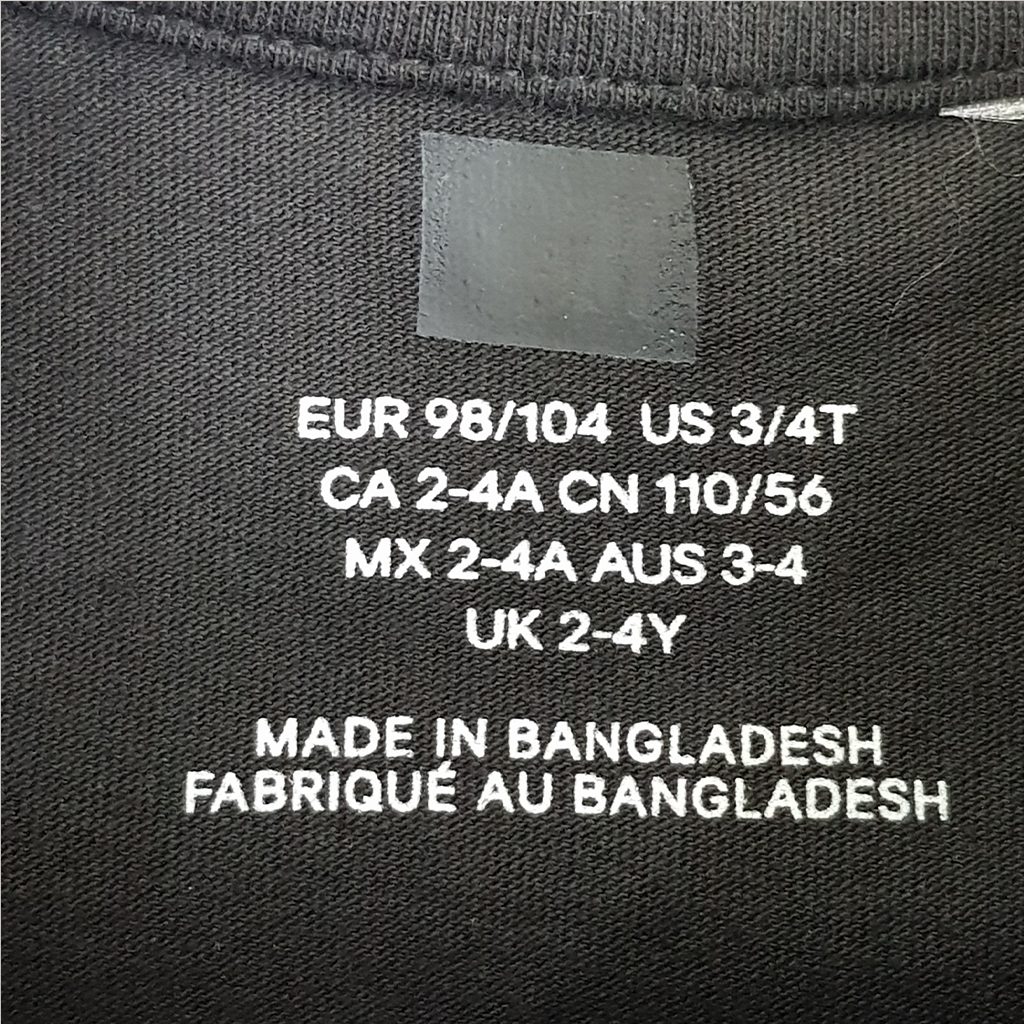 EUR 98/104 US 3/4T
CA 2-4A CN 110/56
MX 2-4A AUS 3-4
UK 2-4Y
MADE IN BANGLADESH
FABRIQUÉ AU BANGLADESH